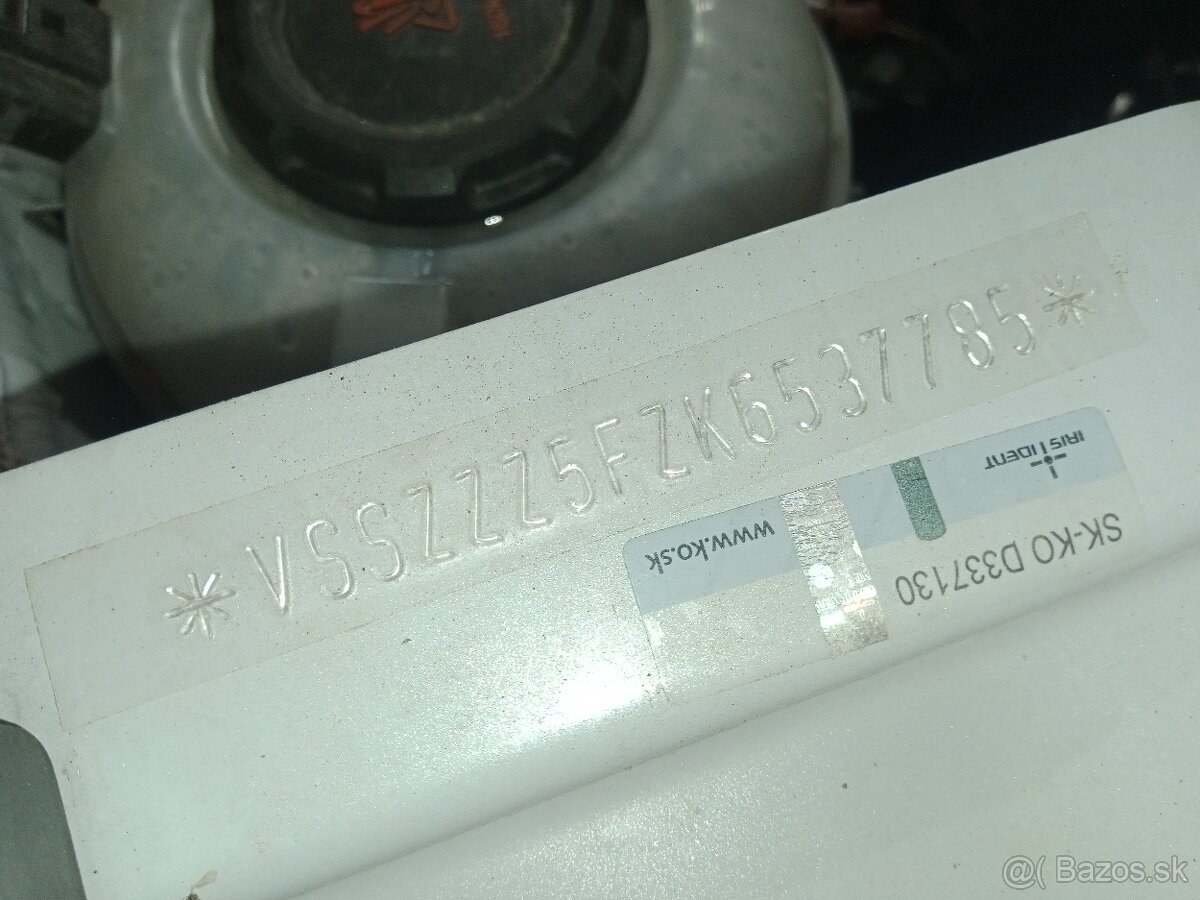 *VSSZZZ5FZK6537785*
IRIS IDENT
www.ko.sk
SK-KO D337130
@( Bazos.sk